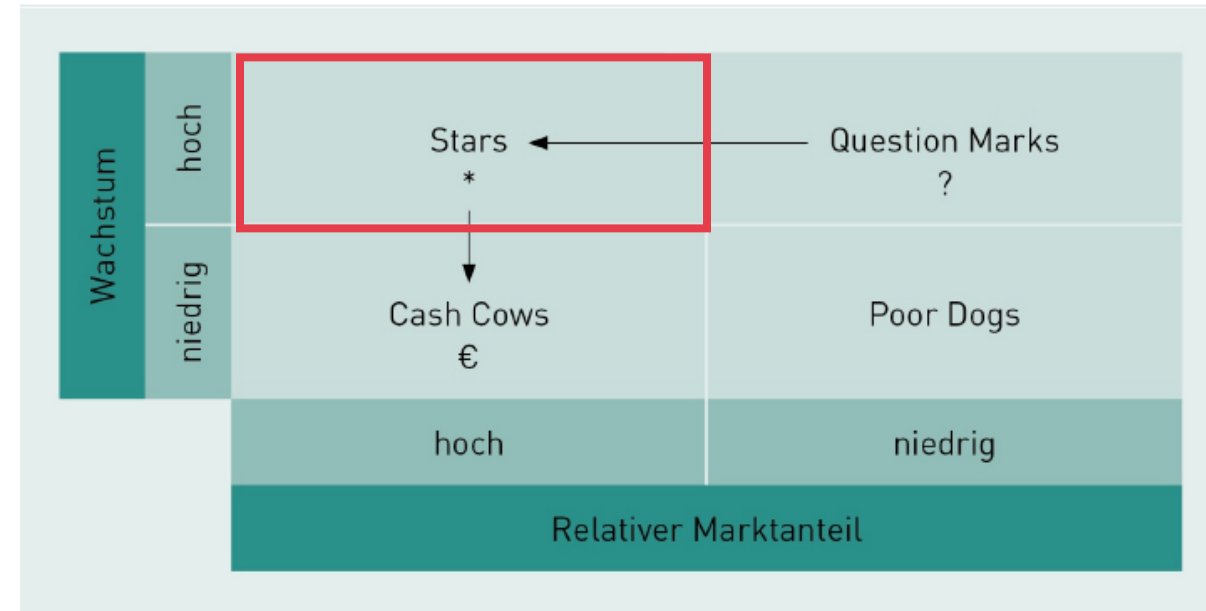 Wachstum
hoch
Stars
*
Question Marks
?
niedrig
Cash Cows
€
Poor Dogs
hoch
niedrig
Relativer Marktanteil